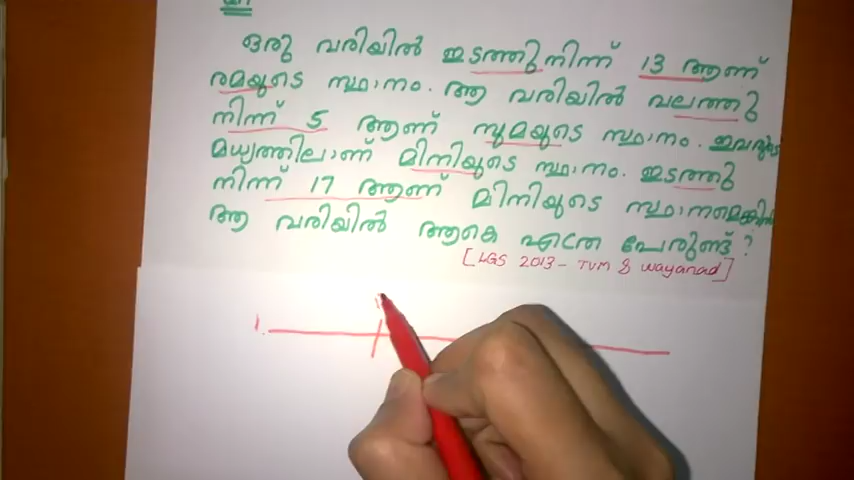 ഒരു വരിയിൽ ഇടത്തുനിന്ന് 13 ആണ്
രമയുടെ സ്ഥാനം. ആ വരിയിൽ വലത്തു
നിന്ന് 5 ആണ് സുമയുടെ സ്ഥാനം. ഇവരുടെ
മധ്യത്തിലാണ് മിനിയുടെ സ്ഥാനം. ഇടത്തു
നിന്ന് 17 ആണ് മിനിയുടെ സ്ഥാനമെങ്കിൽ
ആ വരിയിൽ ആകെ എത്ര പേരുണ്ട്?
[LGS 2013 - TVM & Wayanad]
1.